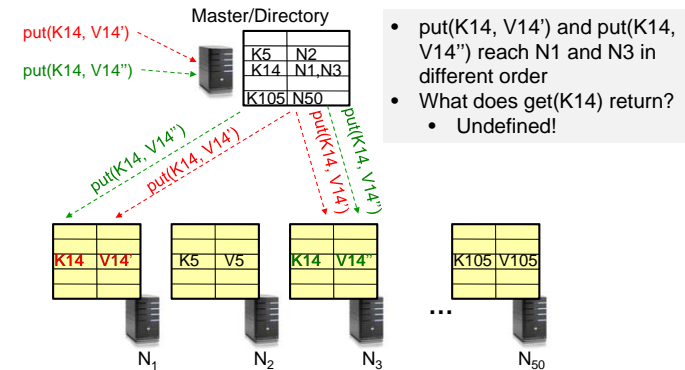 Master/Directory
put(K14, V14’)
put(K14, V14’’)
K5 N2
K14 N1,N3
K105 N50
• put(K14, V14’) and put(K14,
V14’’) reach N1 and N3 in
different order
• What does get(K14) return?
• Undefined!
put(K14, V14’’)
put(K14, V14’)
put(K14, V14’)
put(K14, V14’’)
K14 V14’
K5 V5
K14 V14’’
K105 V105
...
N1
N2
N3
N50